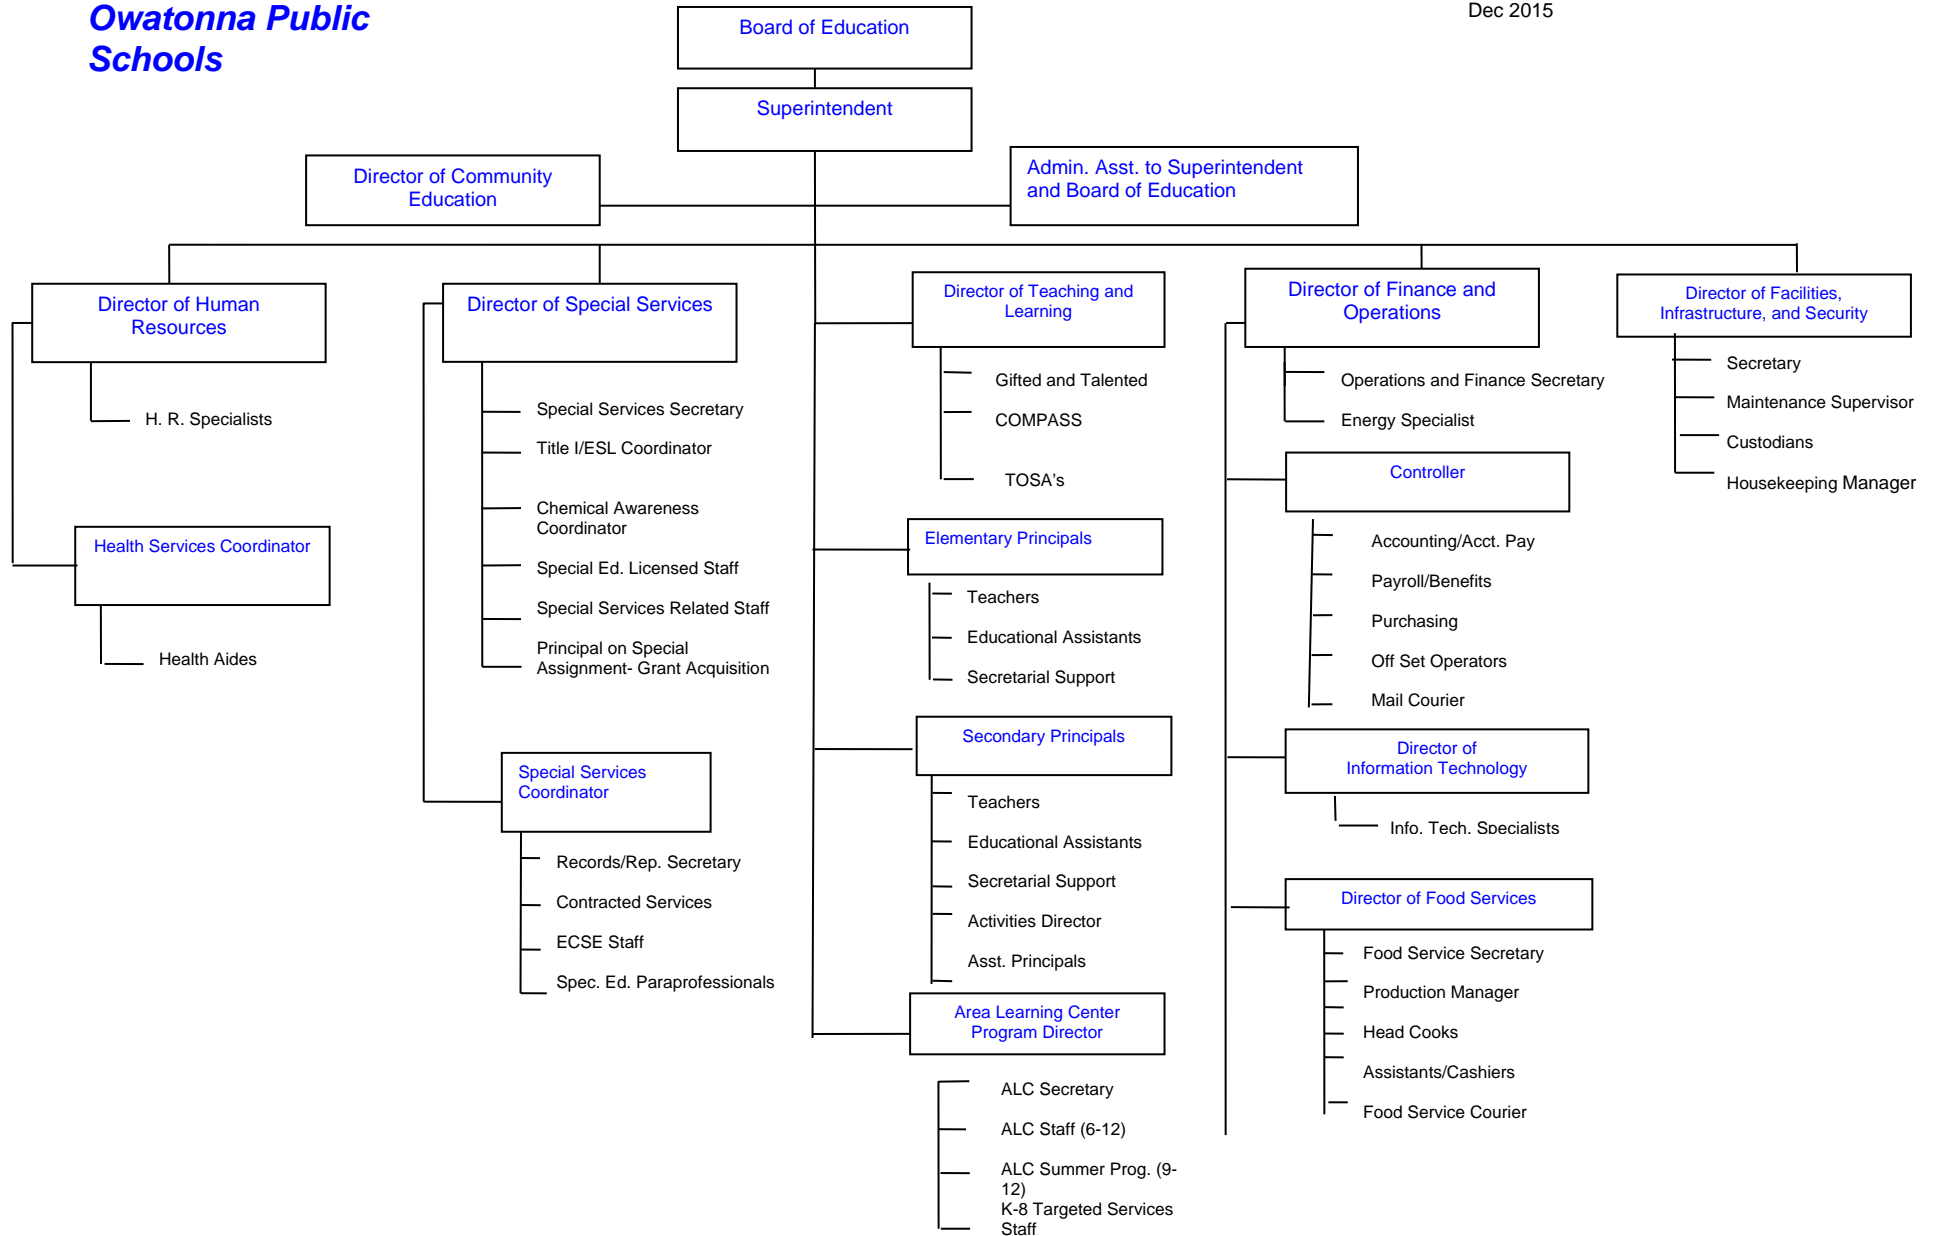 Owatonna Public
Schools
Dec 2015
Board of Education
Superintendent
Director of Community
Education
Admin. Asst. to Superintendent
and Board of Education
Director of Human
Resources
H. R. Specialists
Health Services Coordinator
Health Aides
Director of Special Services
Special Services Secretary
Title I/ESL Coordinator
Chemical Awareness
Coordinator
Special Ed. Licensed Staff
Special Services Related Staff
Principal on Special
Assignment- Grant Acquisition
Special Services
Coordinator
Records/Rep. Secretary
Contracted Services
ECSE Staff
Spec. Ed. Paraprofessionals
Director of Teaching and
Learning
Gifted and Talented
COMPASS
TOSA's
Elementary Principals
Teachers
Educational Assistants
Secretarial Support
Secondary Principals
Teachers
Educational Assistants
Secretarial Support
Activities Director
Asst. Principals
Area Learning Center
Program Director
ALC Secretary
ALC Staff (6-12)
ALC Summer Prog. (9-
12)
K-8 Targeted Services
Staff
Director of Finance and
Operations
Operations and Finance Secretary
Energy Specialist
Controller
Accounting/Acct. Pay
Payroll/Benefits
Purchasing
Off Set Operators
Mail Courier
Director of
Information Technology
Info. Tech. Specialists
Director of Food Services
Food Service Secretary
Production Manager
Head Cooks
Assistants/Cashiers
Food Service Courier
Director of Facilities,
Infrastructure, and Security
Secretary
Maintenance Supervisor
Custodians
Housekeeping Manager